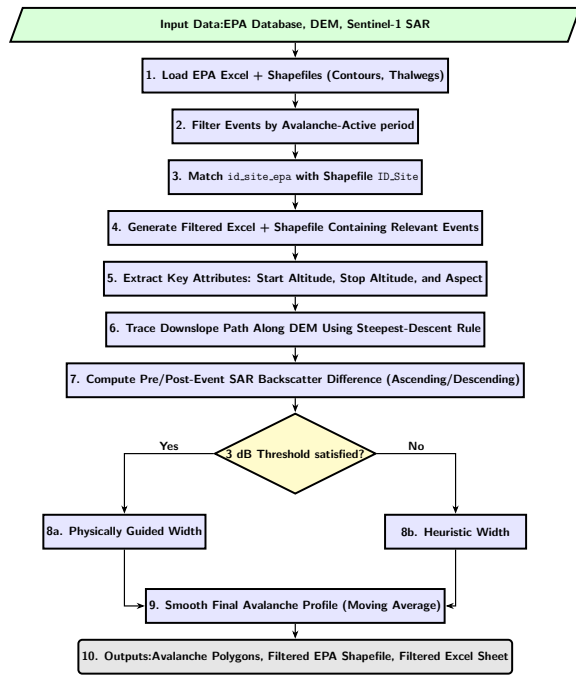 Input Data:EPA Database, DEM, Sentinel-1 SAR
1. Load EPA Excel + Shapefiles (Contours, Thalwegs)
2. Filter Events by Avalanche-Active period
3. Match id_site_epa with Shapefile ID_Site
4. Generate Filtered Excel + Shapefile Containing Relevant Events
5. Extract Key Attributes: Start Altitude, Stop Altitude, and Aspect
6. Trace Downslope Path Along DEM Using Steepest-Descent Rule
7. Compute Pre/Post-Event SAR Backscatter Difference (Ascending/Descending)
3 dB Threshold satisfied?
Yes
No
8a. Physically Guided Width
8b. Heuristic Width
9. Smooth Final Avalanche Profile (Moving Average)
10. Outputs:Avalanche Polygons, Filtered EPA Shapefile, Filtered Excel Sheet